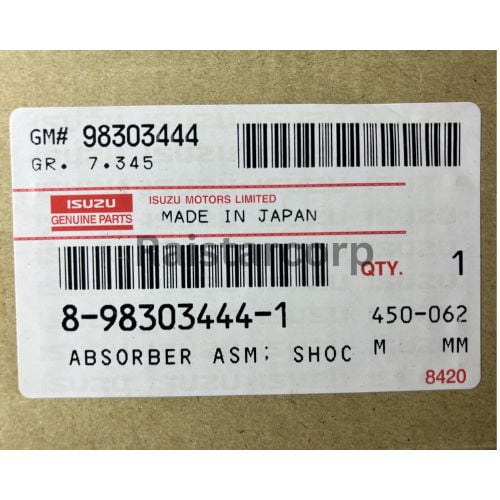 GM# 98303444
GR. 7.345
ISUZU
GENUINE PARTS
ISUZU MOTORS LIMITED
MADE IN JAPAN
Raistarcorp
QTY. 1
8-98303444-1
450-062
ABSORBER ASM; SHOC
M MM
8420